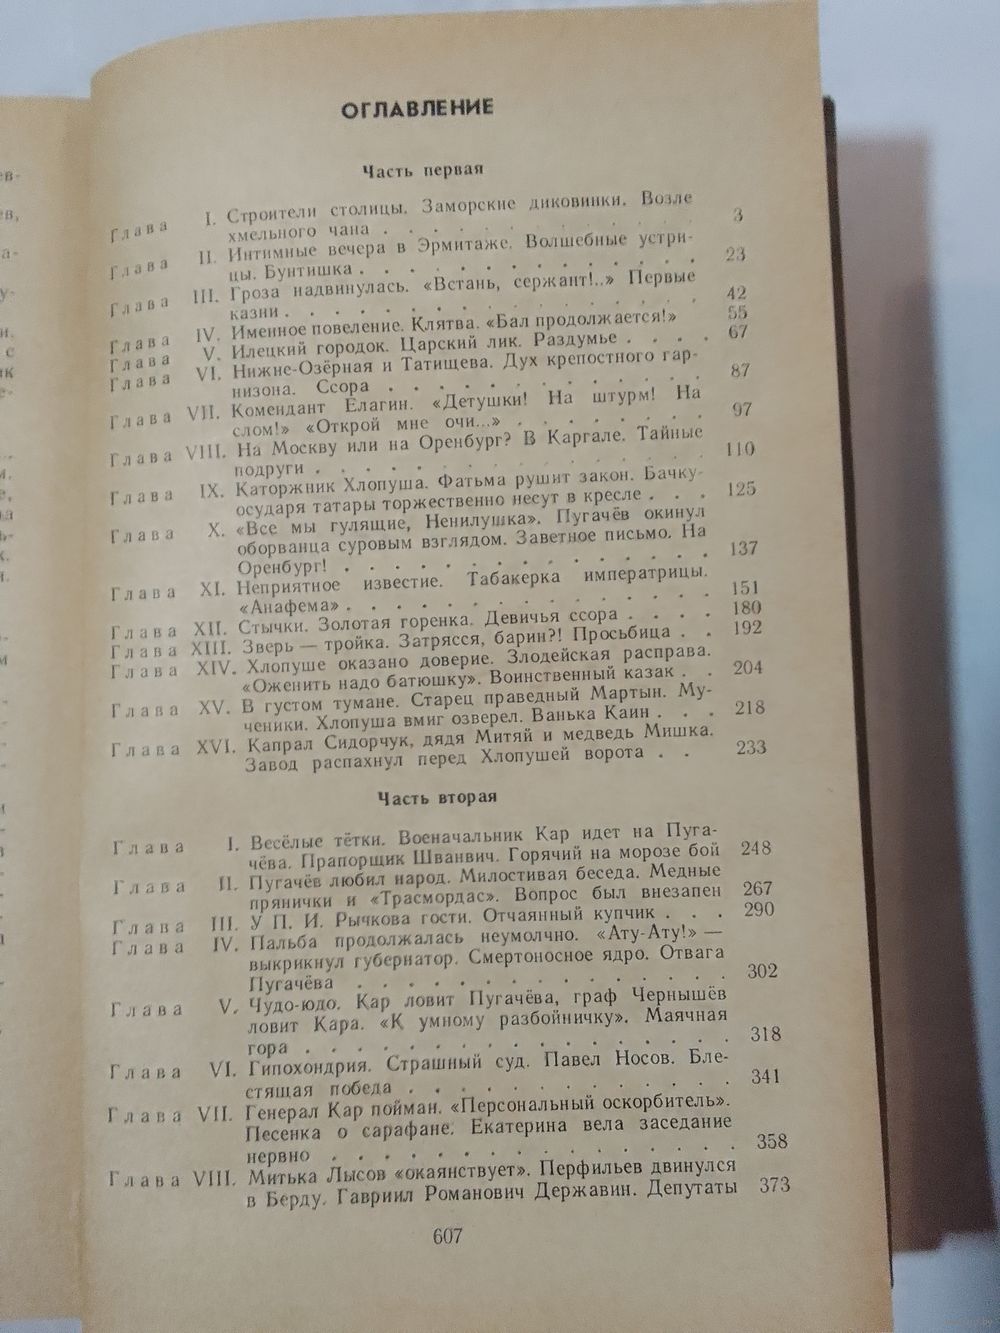 ОГЛАВЛЕНИЕ
Часть первая
Глава I. Строители столицы. Заморские диковинки. Возле
хмельного чана . . . . . . . . . . . . 3
Глава II. Интимные вечера в Эрмитаже. Волшебные устри-
цы. Бунтишка . . . . . . . . . . . . 23
Глава III. Гроза надвинулась. «Встань, сержант!..» Первые
казни . . . . . . . . . . . . . . . 42
Глава IV. Именное повеление. Клятва. «Бал продолжается!» 55
Глава V. Илецкий городок. Царский лик. Раздумье . . . . 67
Глава VI. Нижне-Озёрная и Татищева. Дух крепостного гар-
низона. Ссора . . . . . . . . . . . 87
Глава VII. Комендант Елагин. «Детушки! На штурм! На
слом!» «Открой мне очи...» . . . . . . 97
Глава VIII. На Москву или на Оренбург? В Каргале. Тайные
подруги . . . . . . . . . . . . . . 110
Глава IX. Каторжник Хлопуша. Фатьма рушит закон. Бачку-
осударя татары торжественно несут в кресле . . . 125
Глава X. «Все мы гулящие, Ненилушка». Пугачёв окинул
оборванца суровым взглядом. Заветное письмо. На
Оренбург! . . . . . . . . . . . . . 137
Глава XI. Неприятное известие. Табакерка императрицы.
«Анафема» . . . . . . . . . . . . . 151
Глава XII. Стычки. Золотая горенка. Девичья ссора . . . . 180
Глава XIII. Зверь — тройка. Затрясся, барин?! Просьбица . . 192
Глава XIV. Хлопуше оказано доверие. Злодейская расправа.
«Оженить надо батюшку». Воинственный казак . . 204
Глава XV. В густом тумане. Старец праведный Мартын. Му-
ченики. Хлопуша вмиг озверел. Ванька Каин . . . 218
Глава XVI. Капрал Сидорчук, дядя Митяй и медведь Мишка.
Завод распахнул перед Хлопушей ворота . . 233
Часть вторая
Глава I. Весёлые тётки. Военачальник Кар идет на Пуга-
чёва. Прапорщик Шванвич. Горячий на морозе бой 248
Глава II. Пугачёв любил народ. Милостивая беседа. Медные
прянички и «Трасмордас». Вопрос был внезапен 267
Глава III. У П. И. Рычкова гости. Отчаянный купчик . . . 290
Глава IV. Пальба продолжалась неумолчно. «Ату-Ату!» —
выкрикнул губернатор. Смертоносное ядро. Отвага
Пугачёва . . . . . . . . . . . . . 302
Глава V. Чудо-юдо. Кар ловит Пугачёва, граф Чернышёв
ловит Кара. «К умному разбойничку». Маячная
гора . . . . . . . . . . . . . . . 318
Глава VI. Гипохондрия. Страшный суд. Павел Носов. Бле-
стящая победа . . . . . . . . . . . 341
Глава VII. Генерал Кар пойман. «Персональный оскорбитель».
Песенка о сарафане. Екатерина вела заседание
нервно . . . . . . . . . . . . . . 358
Глава VIII. Митька Лысов «окаянствует». Перфильев двинулся
в Берду. Гавриил Романович Державин. Депутаты 373
607